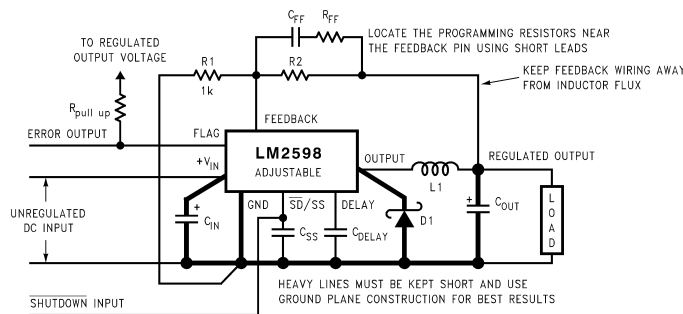 CFF
RFF
LOCATE THE PROGRAMMING RESISTORS NEAR
THE FEEDBACK PIN USING SHORT LEADS
TO REGULATED
OUTPUT VOLTAGE
R1
1k
R2
KEEP FEEDBACK WIRING AWAY
FROM INDUCTOR FLUX
Rpull up
FEEDBACK
ERROR OUTPUT
FLAG
LM2598
ADJUSTABLE
+VIN
OUTPUT
L1
REGULATED OUTPUT
UNREGULATED
DC INPUT
+
CIN
GND
SD/SS
DELAY
CSS
CDELAY
D1
+
COUT
LOAD
HEAVY LINES MUST BE KEPT SHORT AND USE
GROUND PLANE CONSTRUCTION FOR BEST RESULTS
SHUTDOWN INPUT